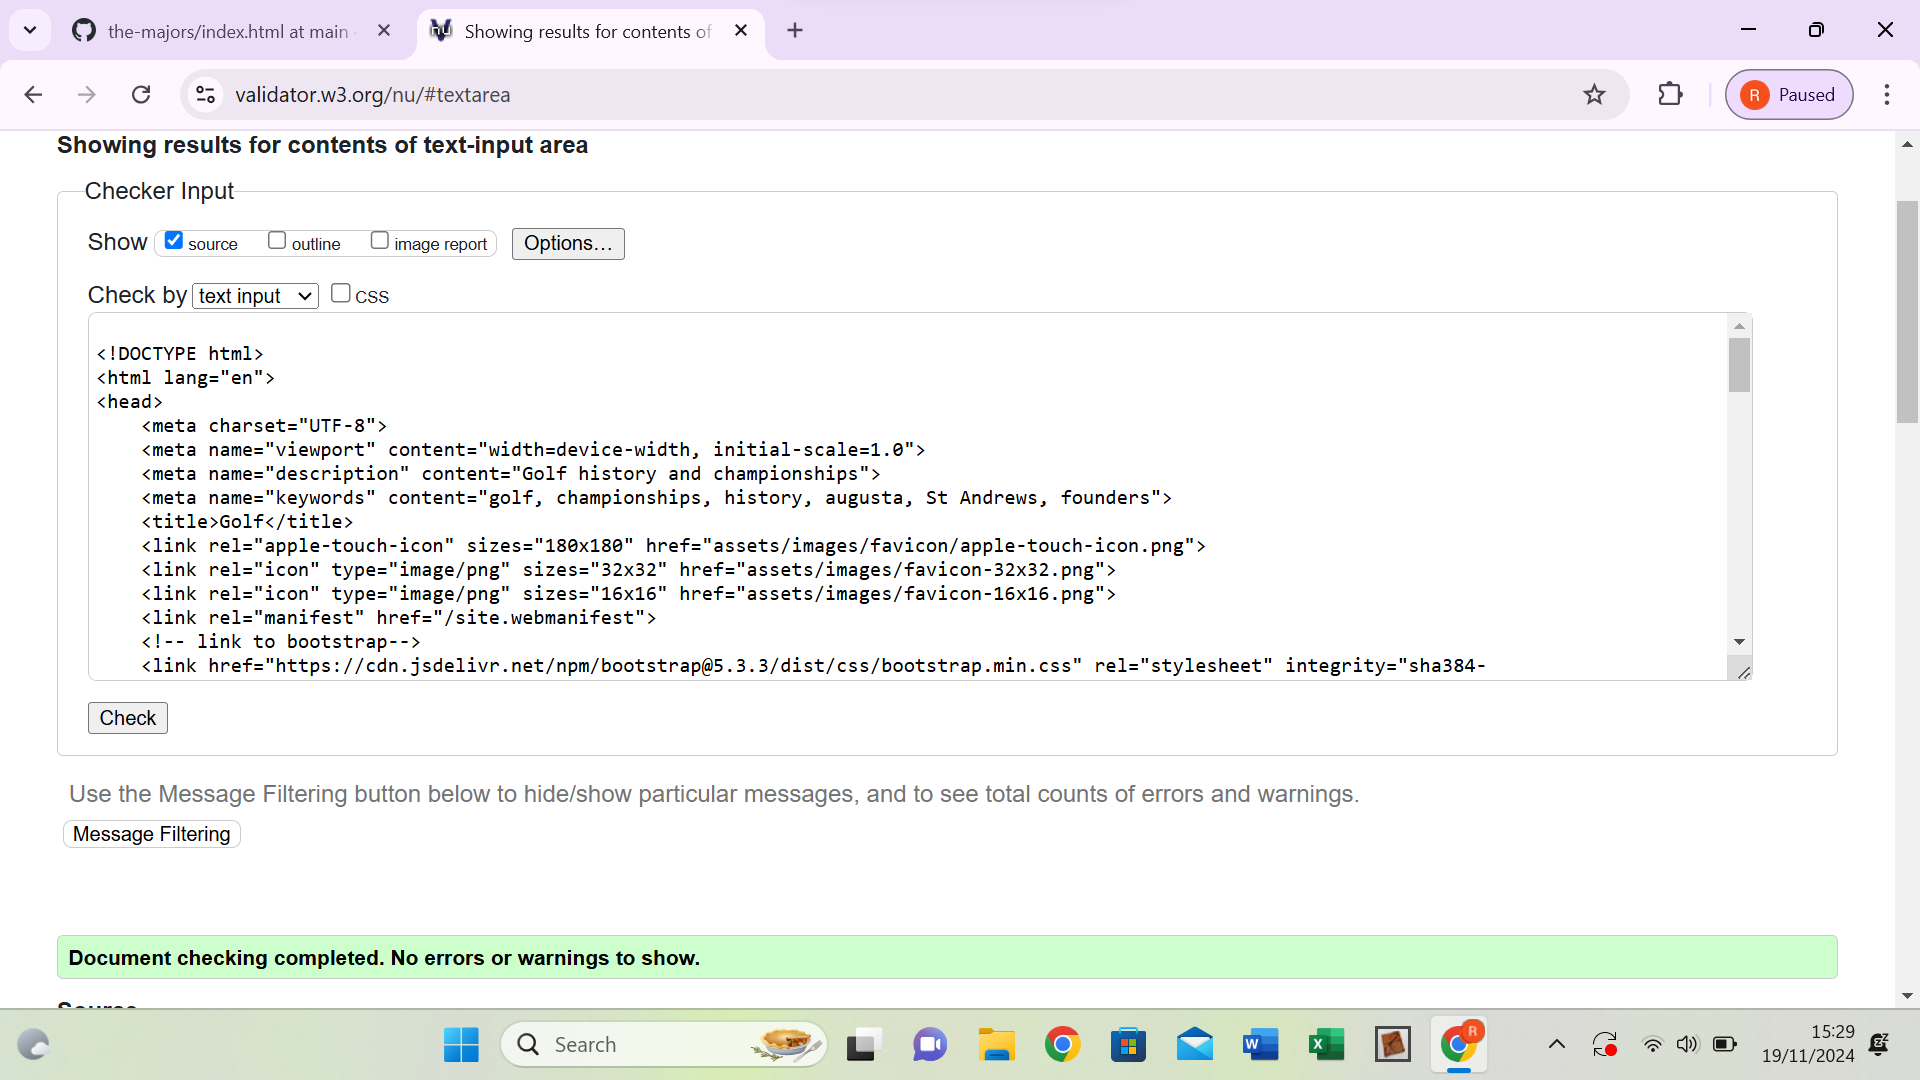 the-majors/index.html at main
Showing results for contents of
validator.w3.org/nu/#textarea
R Paused
Showing results for contents of text-input area
Checker Input
Show source outline image report Options...
Check by text input CSS
<!DOCTYPE html>
<html lang="en">
<head>
    <meta charset="UTF-8">
    <meta name="viewport" content="width=device-width, initial-scale=1.0">
    <meta name="description" content="Golf history and championships">
    <meta name="keywords" content="golf, championships, history, augusta, St Andrews, founders">
    <title>Golf</title>
    <link rel="apple-touch-icon" sizes="180x180" href="assets/images/favicon/apple-touch-icon.png">
    <link rel="icon" type="image/png" sizes="32x32" href="assets/images/favicon-32x32.png">
    <link rel="icon" type="image/png" sizes="16x16" href="assets/images/favicon-16x16.png">
    <link rel="manifest" href="/site.webmanifest">
    <!-- link to bootstrap-->
    <link href="https://cdn.jsdelivr.net/npm/bootstrap@5.3.3/dist/css/bootstrap.min.css" rel="stylesheet" integrity="sha384-
Check
Use the Message Filtering button below to hide/show particular messages, and to see total counts of errors and warnings.
Message Filtering
Document checking completed. No errors or warnings to show.
Source
Search
15:29
19/11/2024